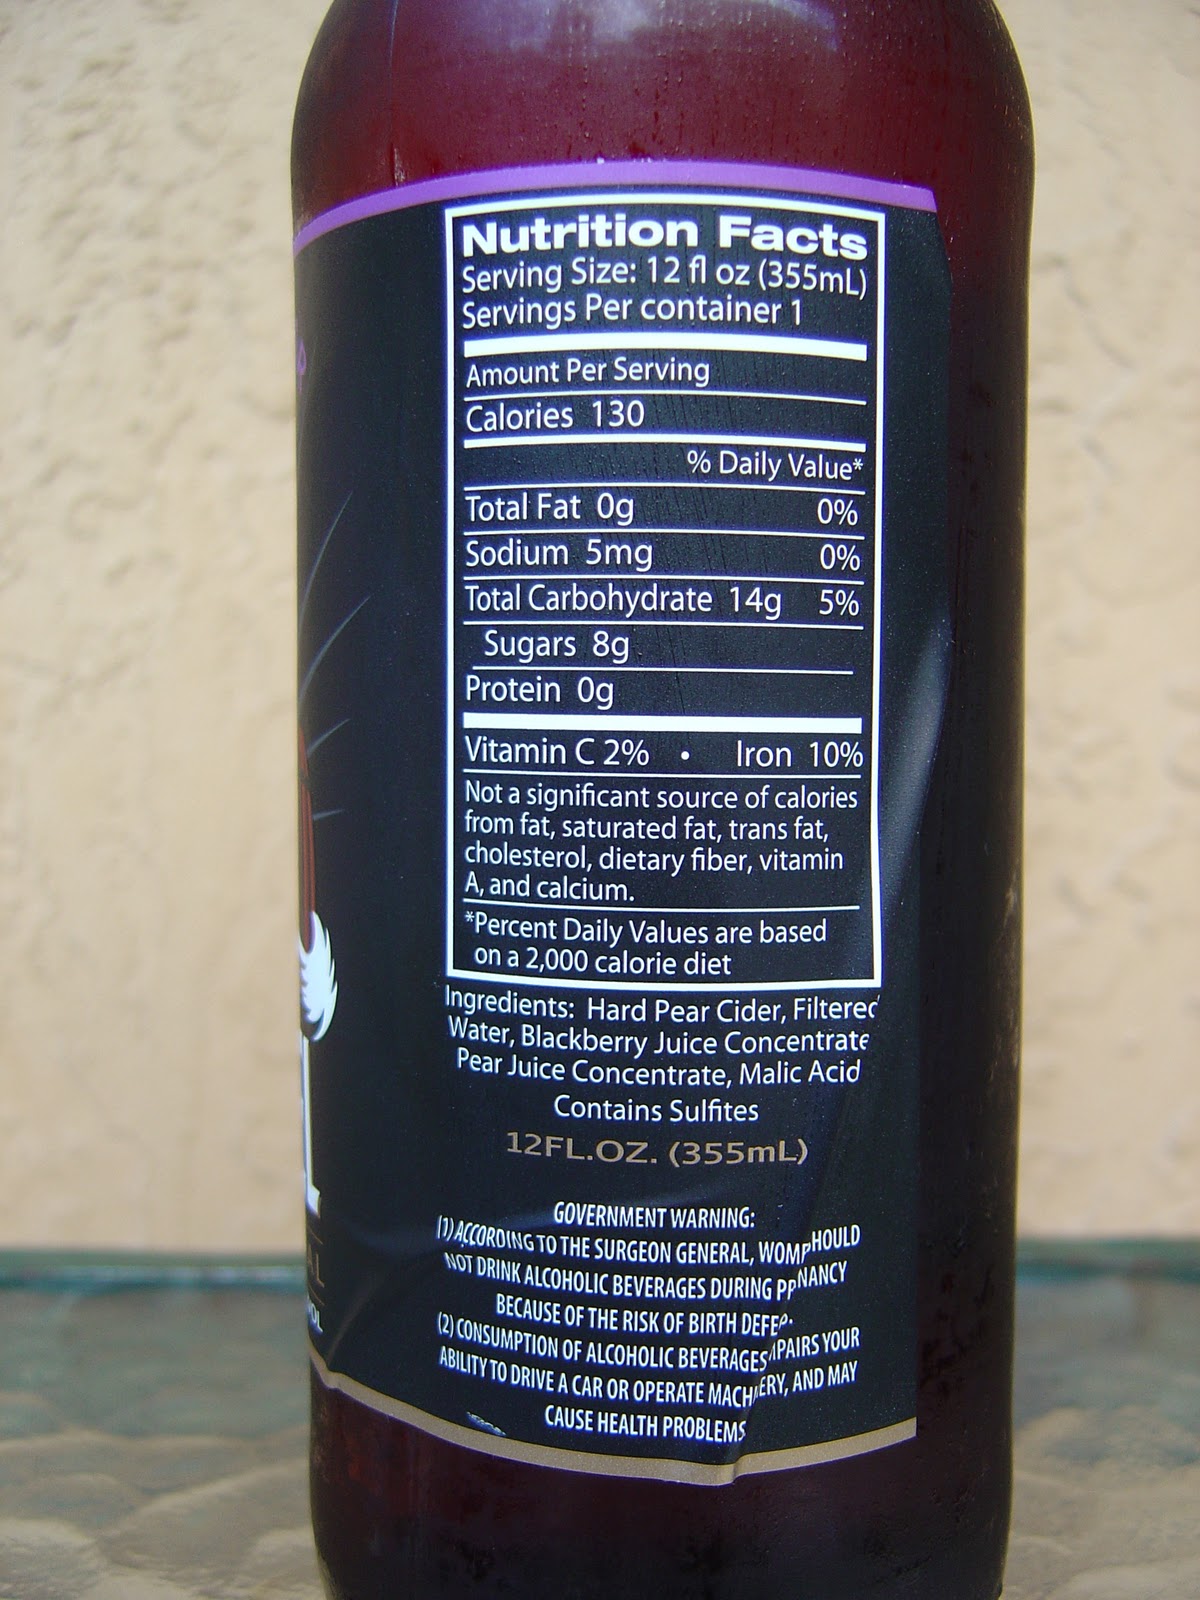 Nutrition Facts
Serving Size: 12 fl oz (355mL)
Servings Per container 1
Amount Per Serving
Calories 130
% Daily Value*
Total Fat 0g 0%
Sodium 5mg 0%
Total Carbohydrate 14g 5%
Sugars 8g
Protein 0g
Vitamin C 2% • Iron 10%
Not a significant source of calories
from fat, saturated fat, trans fat,
cholesterol, dietary fiber, vitamin
A, and calcium.
*Percent Daily Values are based
on a 2,000 calorie diet
Ingredients: Hard Pear Cider, Filtered
Water, Blackberry Juice Concentrate
Pear Juice Concentrate, Malic Acid
Contains Sulfites
12FL.OZ. (355mL)
GOVERNMENT WARNING:
(1) ACCORDING TO THE SURGEON GENERAL,
NOT DRINK ALCOHOLIC BEVERAGES DURING
BECAUSE OF THE RISK OF BIRTH
(2) CONSUMPTION OF ALCOHOLIC BEVERAGES YOUR
ABILITY TO DRIVE A CAR OR OPERATE AND MAY
CAUSE HEALTH PROBLEMS